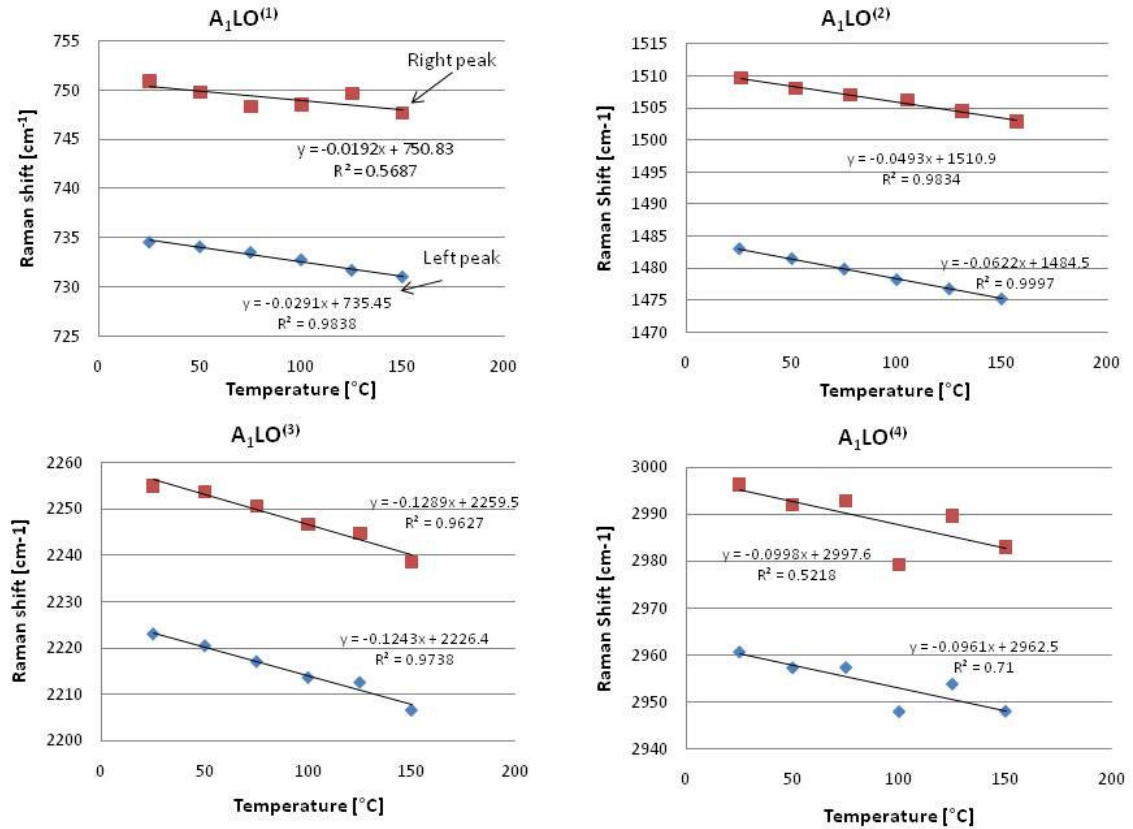 A₁LO⁽¹⁾
755
750
745
740
735
730
725
Raman shift [cm⁻¹]
Right peak
y = -0.0192x + 750.83
R² = 0.5687
Left peak
y = -0.0291x + 735.45
R² = 0.9838
0 50 100 150 200
Temperature [°C]
A₁LO⁽²⁾
1515
1510
1505
1500
1495
1490
1485
1480
1475
1470
Raman Shift [cm-1]
y = -0.0493x + 1510.9
R² = 0.9834
y = -0.0622x + 1484.5
R² = 0.9997
0 50 100 150 200
Temperature [°C]
A₁LO⁽³⁾
2260
2250
2240
2230
2220
2210
2200
Raman shift [cm-1]
y = -0.1289x + 2259.5
R² = 0.9627
y = -0.1243x + 2226.4
R² = 0.9738
0 50 100 150 200
Temperature [°C]
A₁LO⁽⁴⁾
3000
2990
2980
2970
2960
2950
2940
Raman Shift [cm-1]
y = -0.0998x + 2997.6
R² = 0.5218
y = -0.0961x + 2962.5
R² = 0.71
0 50 100 150 200
Temperature [°C]